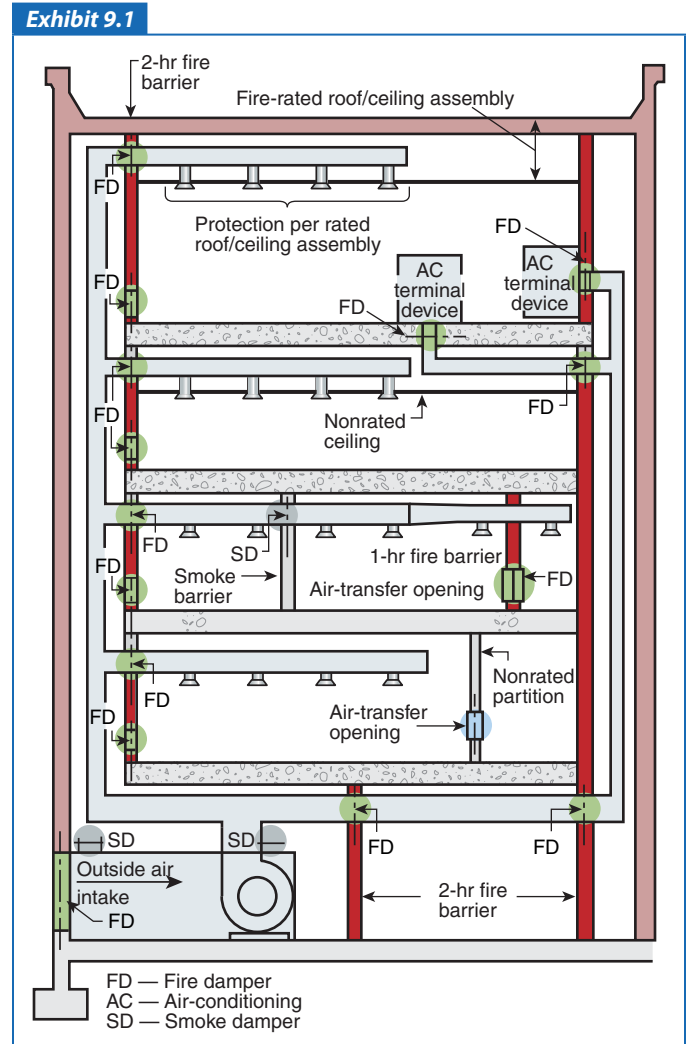 Exhibit 9.1
2-hr fire
barrier
Fire-rated roof/ceiling assembly
FD
Protection per rated
roof/ceiling assembly
FD
AC
terminal
device
AC
terminal
device
FD
FD
FD
FD
Nonrated
ceiling
FD
FD
SD
1-hr fire barrier
FD
Smoke
barrier
Air-transfer opening
FD
FD
Nonrated
partition
FD
Air-transfer
opening
SD
SD
FD
FD
Outside air
intake
FD
2-hr fire
barrier
FD — Fire damper
AC — Air-conditioning
SD — Smoke damper